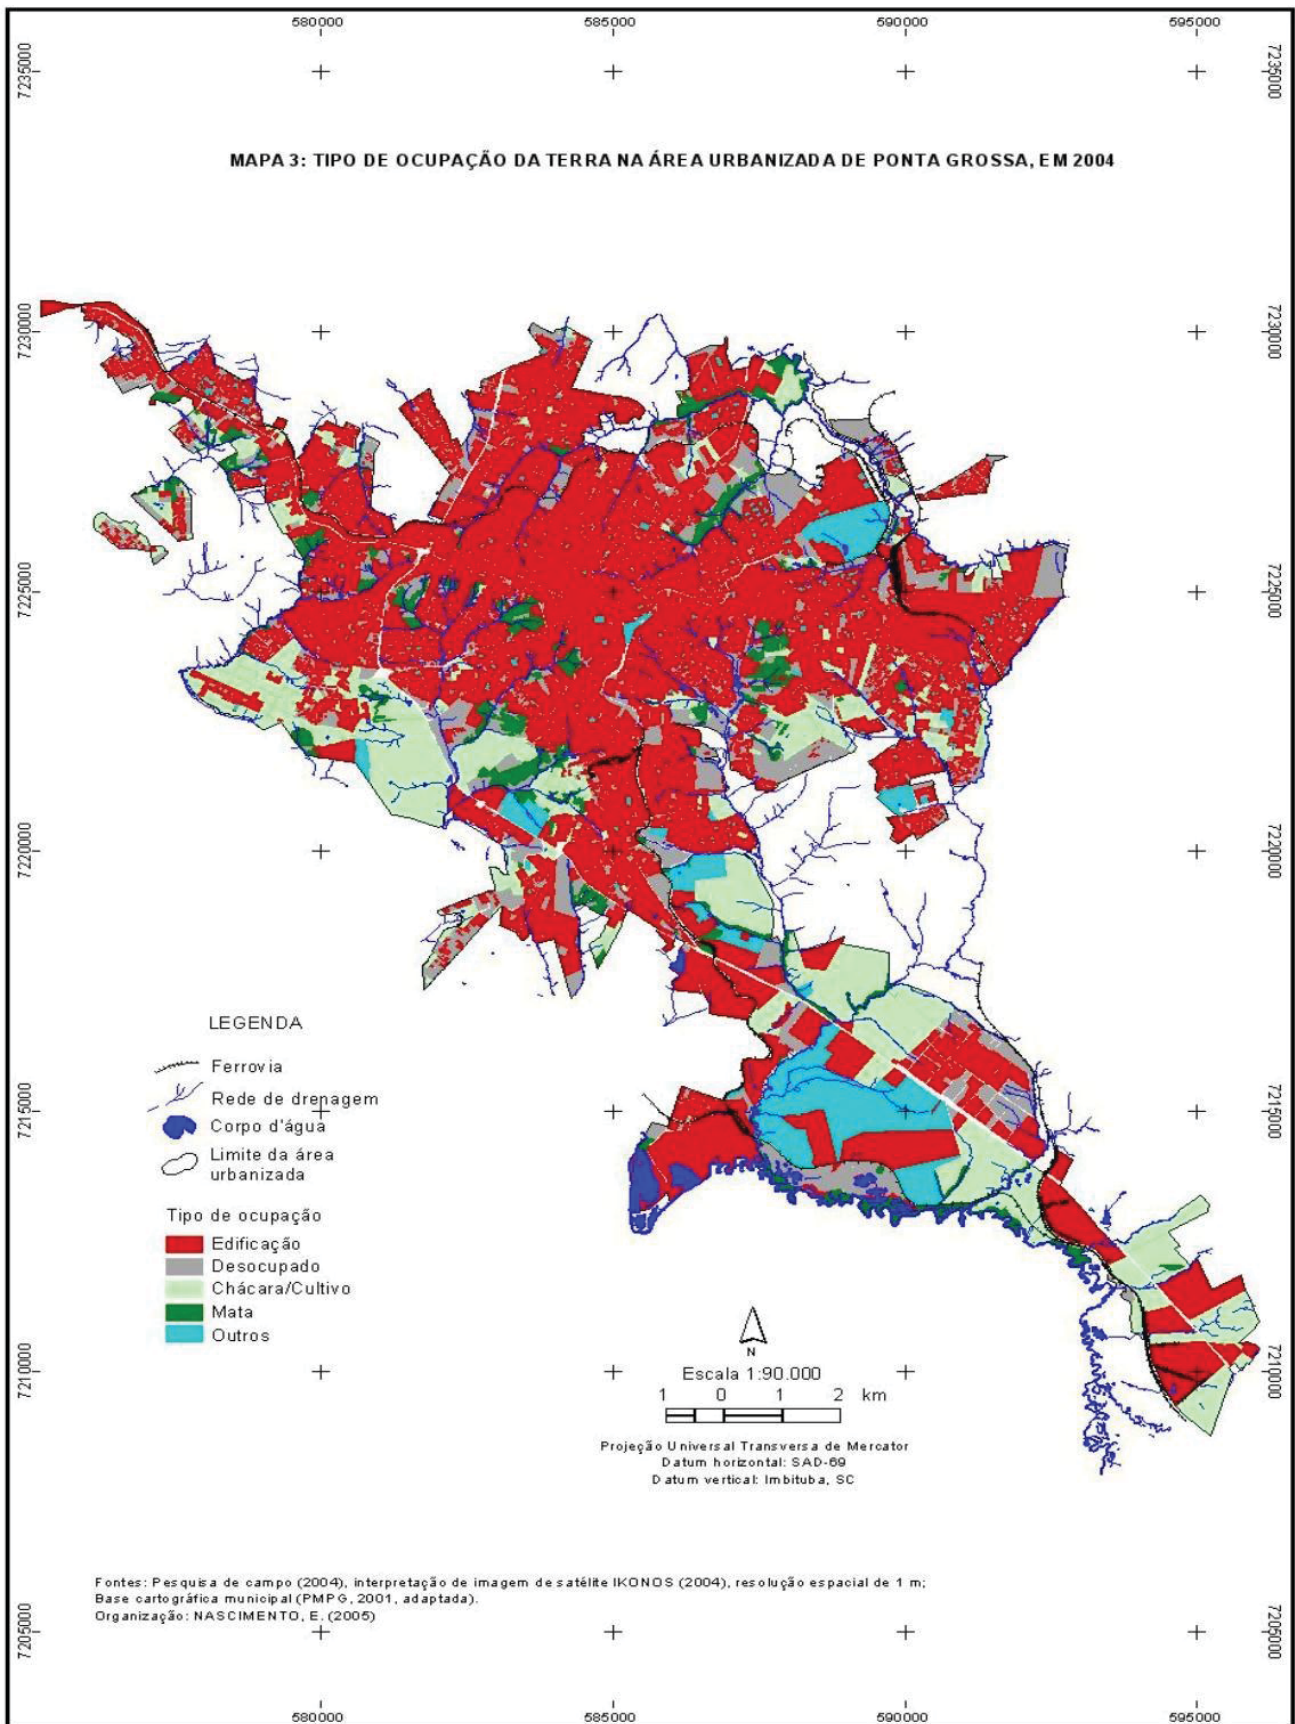 580000 585000 590000 595000
7235000 7235000
MAPA 3: TIPO DE OCUPAÇÃO DA TERRA NA ÁREA URBANIZADA DE PONTA GROSSA, EM 2004
7230000 7230000
7225000 7225000
7220000 7220000
LEGENDA
Ferrovia
Rede de drenagem
Corpo d'água
Limite da área
urbanizada
7215000 7215000
Tipo de ocupação
Edificação
Desocupado
Chácara/Cultivo
Mata
Outros
N
7210000 7210000
Escala 1:90.000
1 0 1 2 km
Projeção Universal Transversa de Mercator
Datum horizontal: SAD-69
Datum vertical: Imbituba, SC
Fontes: Pesquisa de campo (2004), interpretação de imagem de satélite IKONOS (2004), resolução espacial de 1 m;
Base cartográfica municipal (PMPG, 2001, adaptada).
Organização: NASCIMENTO, E. (2005)
7205000 7205000
580000 585000 590000 595000